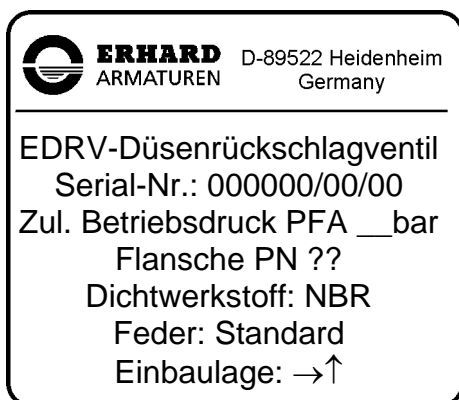 ERHARD
ARMATUREN
D-89522 Heidenheim
Germany
EDRV-Düsenrückschlagventil
Serial-Nr.: 000000/00/00
Zul. Betriebsdruck PFA __bar
Flansche PN ??
Dichtwerkstoff: NBR
Feder: Standard
Einbaulage: →↑